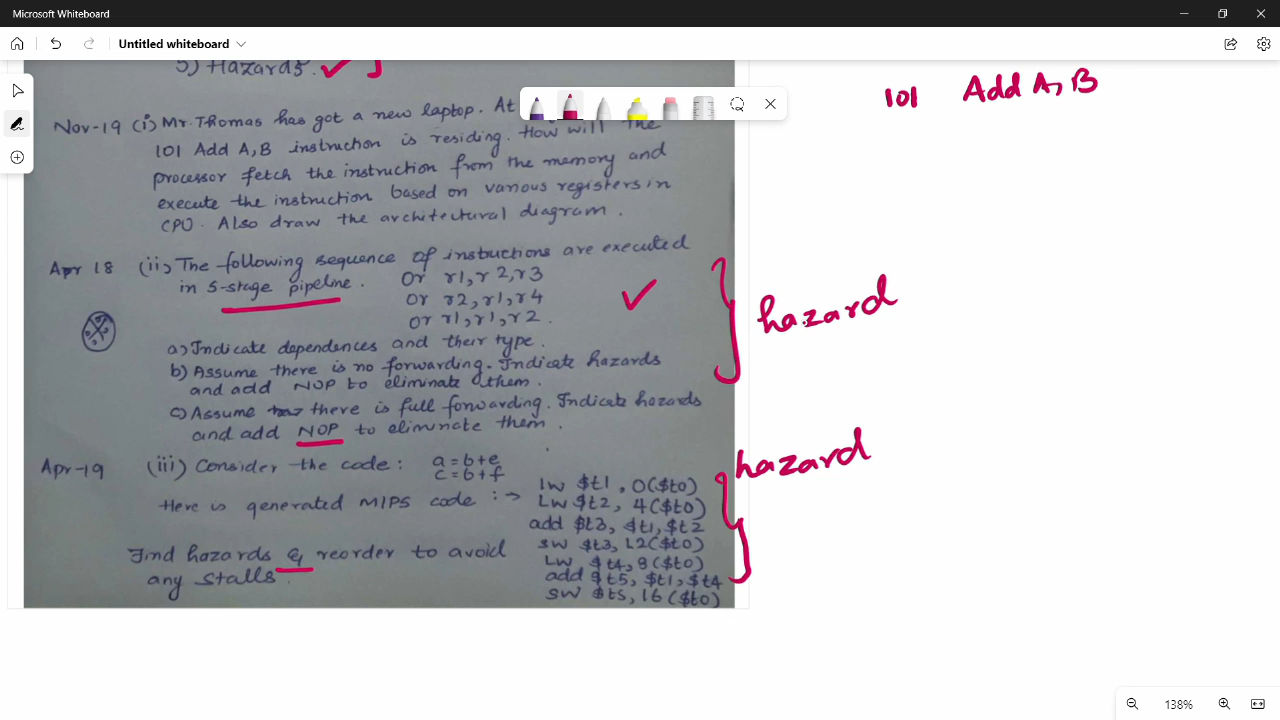 Microsoft Whiteboard
Untitled whiteboard
5) Hazards.
101 Add A, B
Nov-19 (i) Mr. Thomas has got a new laptop. At
101 Add A, B instruction is residing. How will the
processor fetch the instruction from the memory and
execute the instruction based on various registers in
CPU. Also draw the architectural diagram.
Apr 18 (ii) The following sequence of instructions are executed
in 5-stage pipeline.
Or r1, r2, r3
Or r2, r1, r4
Or r1, r1, r2.
hazard
a) Indicate dependences and their type.
b) Assume there is no forwarding. Indicate hazards
and add NOP to eliminate them.
c) Assume there is full forwarding. Indicate hazards
and add NOP to eliminate them.
hazard
Apr-19 (iii) Consider the code: a = b+e
c = b+f
Here is generated MIPS code :->
lw $t1, 0($t0)
Lw $t2, 4($t0)
add $t3, $t1, $t2
sw $t3, 12($t0)
Lw $t4, 8($t0)
add $t5, $t1, $t4
sw $t5, 16($t0)
Find hazards & reorder to avoid
any stalls.
138%